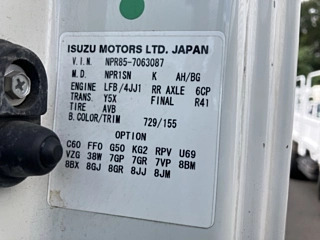 ISUZU MOTORS LTD. JAPAN
V.I.N. NPR85-7063087
M.D. NPR1SN K AH/BG
ENGINE LFB/4JJ1 RR AXLE 6CP
TRANS. Y5X FINAL R41
TIRE AVB
B.COLOR/TRIM 729/155
OPTION
C60 FF0 G50 KG2 RPV U69
VZG 38W 7GP 7GR 7VP 8BM
8BX 8GJ 8GR 8JJ 8JM